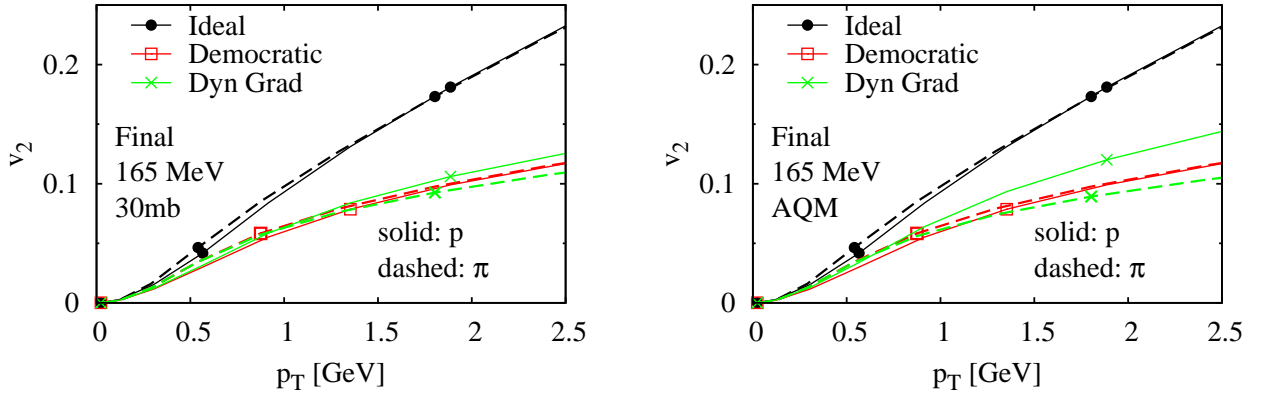 Ideal
Democratic
Dyn Grad
Final
165 MeV
30mb
solid: p
dashed: π
v2
0.2
0.1
0
0 0.5 1 1.5 2 2.5
pT [GeV]
Ideal
Democratic
Dyn Grad
Final
165 MeV
AQM
solid: p
dashed: π
v2
0.2
0.1
0
0 0.5 1 1.5 2 2.5
pT [GeV]